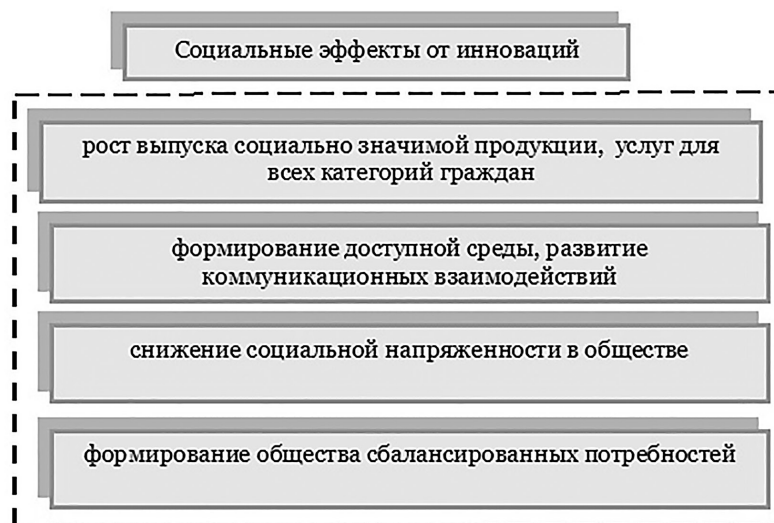 Социальные эффекты от инноваций
рост выпуска социально значимой продукции, услуг для
всех категорий граждан
формирование доступной среды, развитие
коммуникационных взаимодействий
снижение социальной напряженности в обществе
формирование общества сбалансированных потребностей